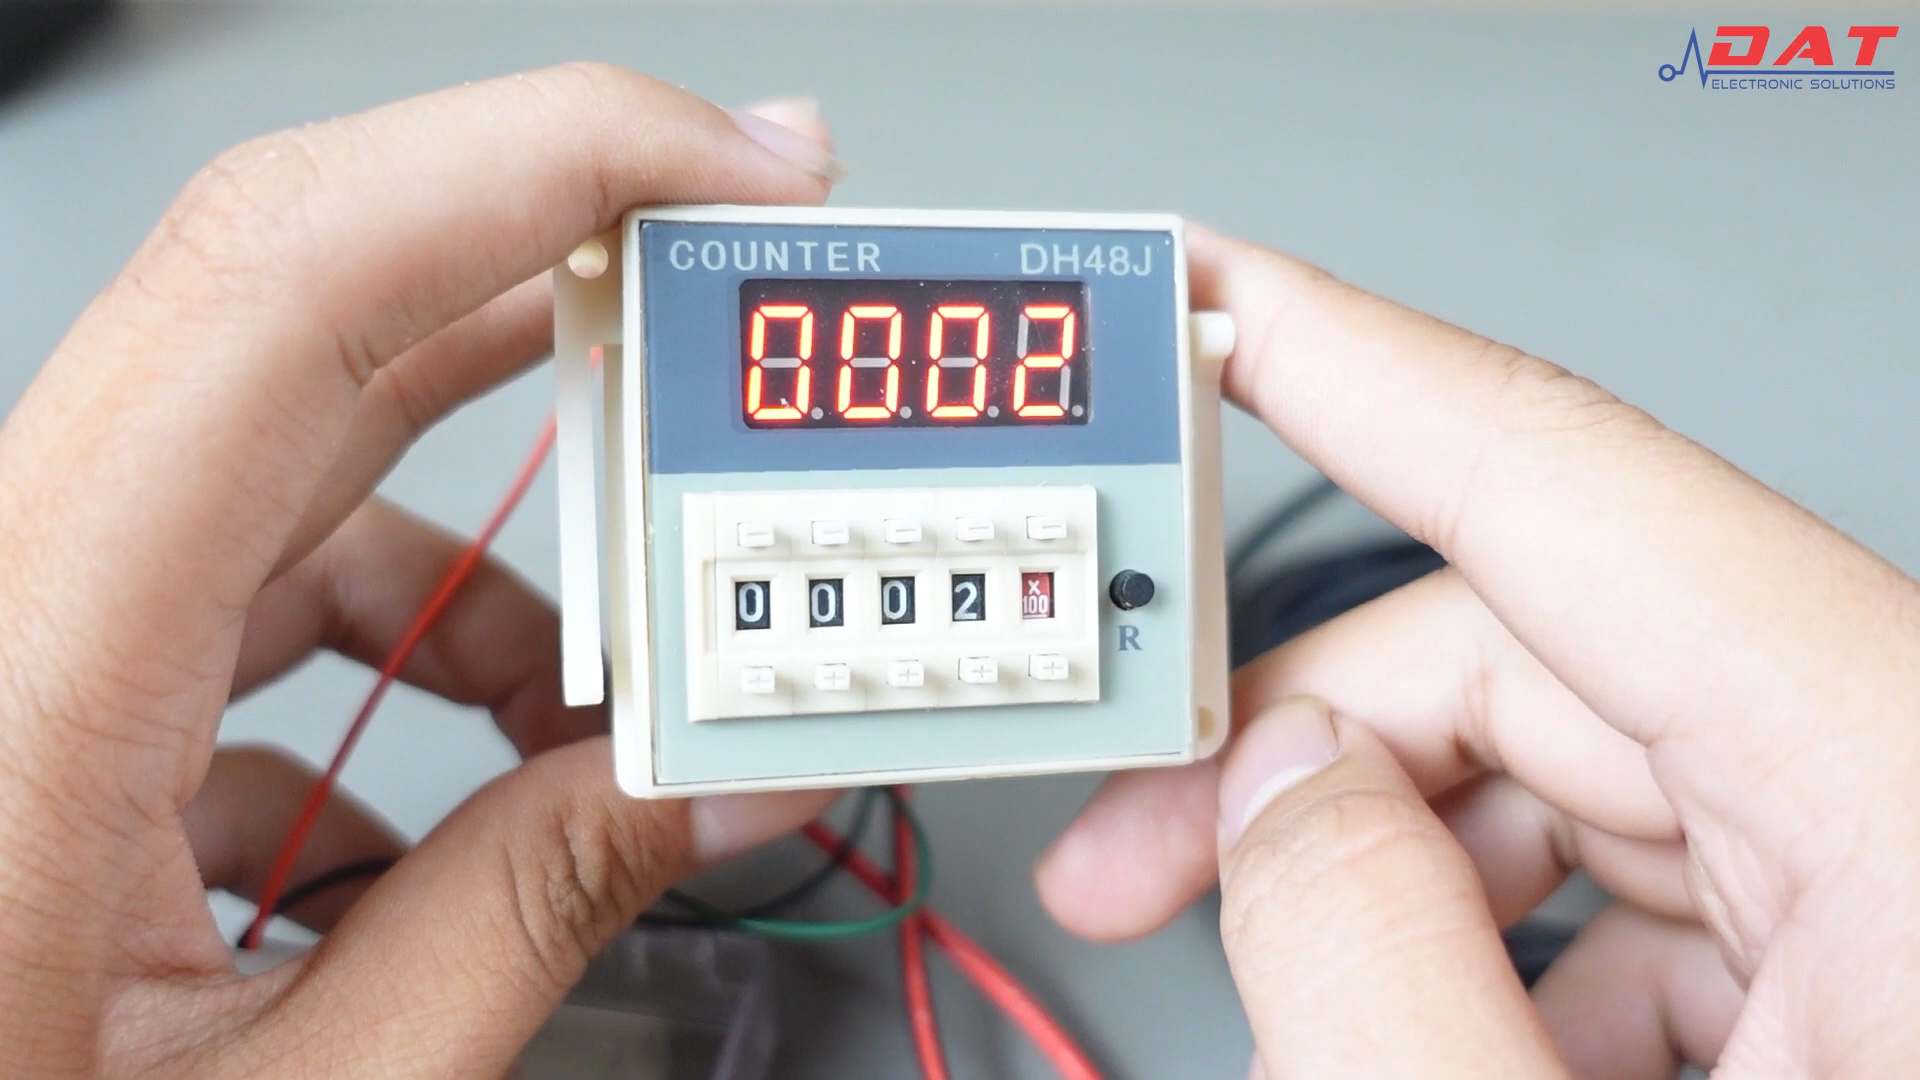 DAT
ELECTRONIC SOLUTIONS
COUNTER DH48J
0002
0 0 0 2 X 100
R